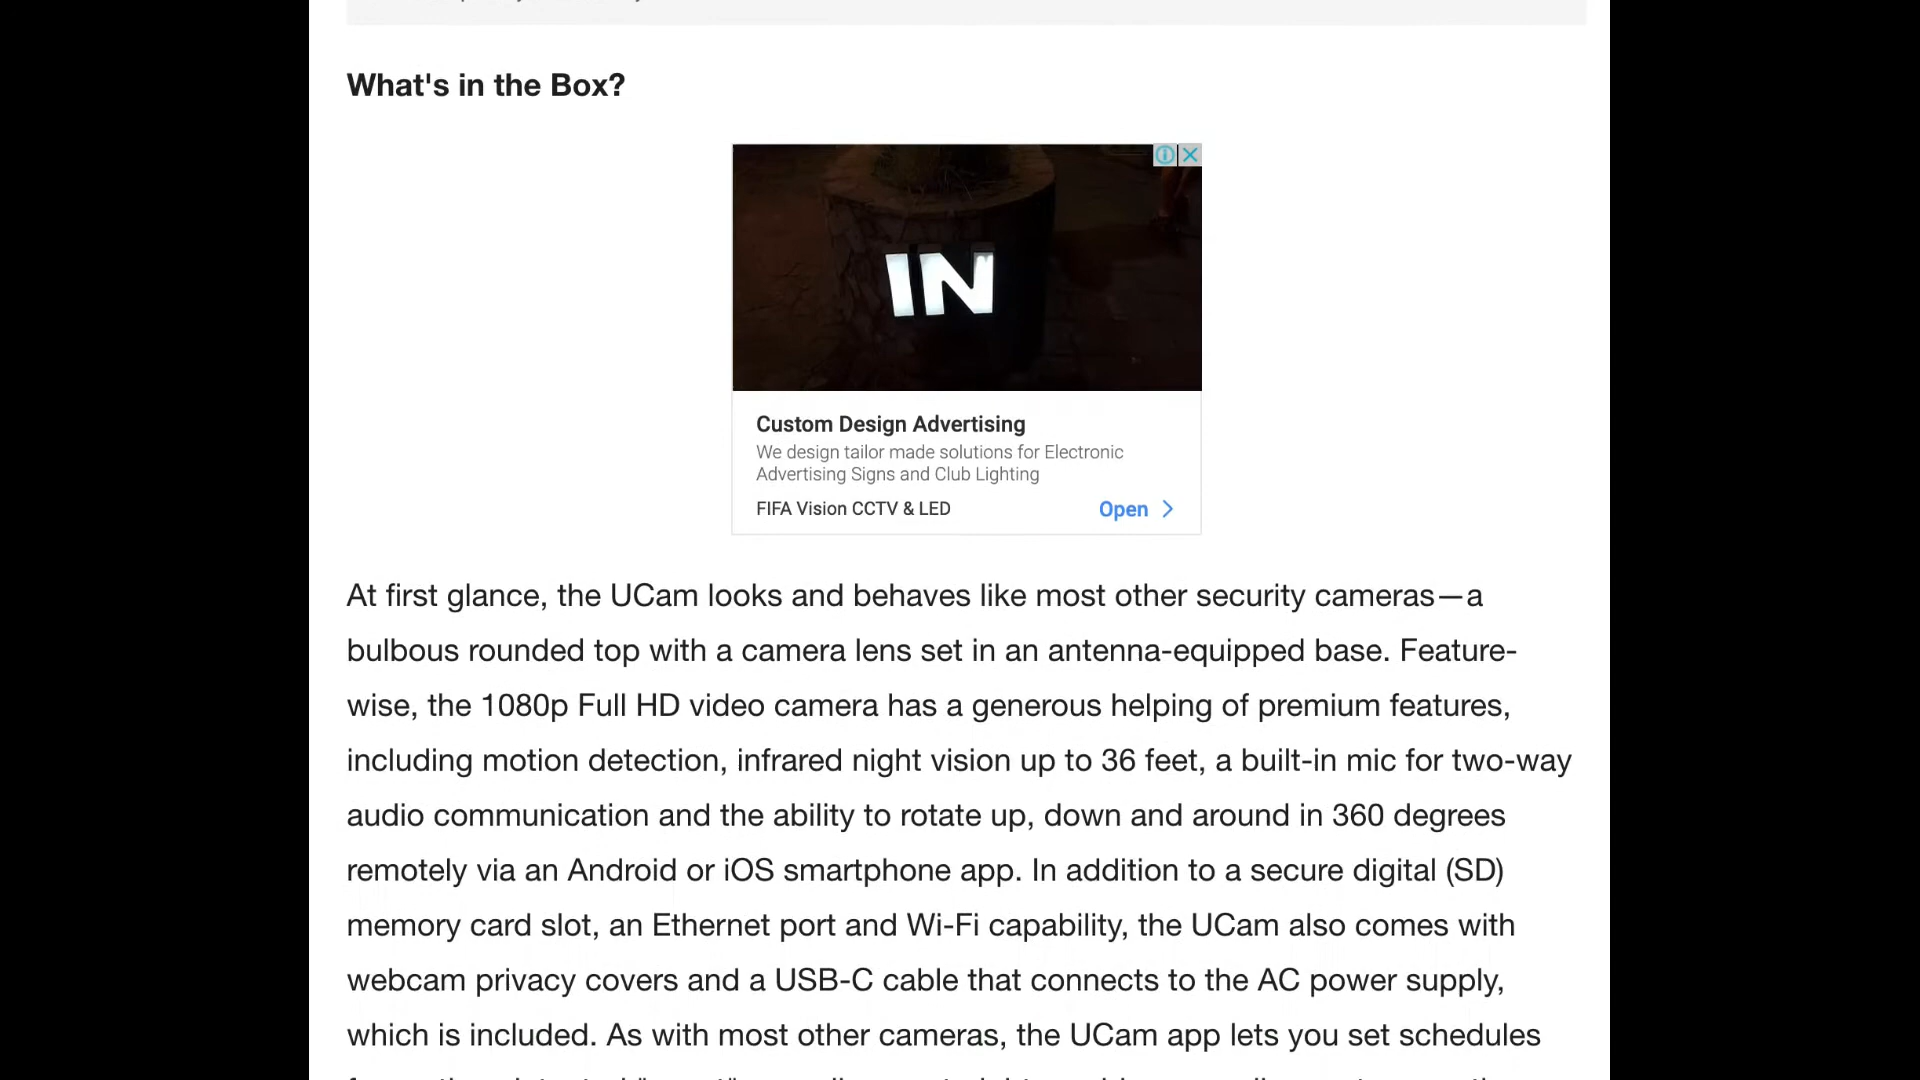 What's in the Box?
IN
Custom Design Advertising
We design tailor made solutions for Electronic
Advertising Signs and Club Lighting
FIFA Vision CCTV & LED
Open
At first glance, the UCam looks and behaves like most other security cameras—a
bulbous rounded top with a camera lens set in an antenna-equipped base. Feature-
wise, the 1080p Full HD video camera has a generous helping of premium features,
including motion detection, infrared night vision up to 36 feet, a built-in mic for two-way
audio communication and the ability to rotate up, down and around in 360 degrees
remotely via an Android or iOS smartphone app. In addition to a secure digital (SD)
memory card slot, an Ethernet port and Wi-Fi capability, the UCam also comes with
webcam privacy covers and a USB-C cable that connects to the AC power supply,
which is included. As with most other cameras, the UCam app lets you set schedules